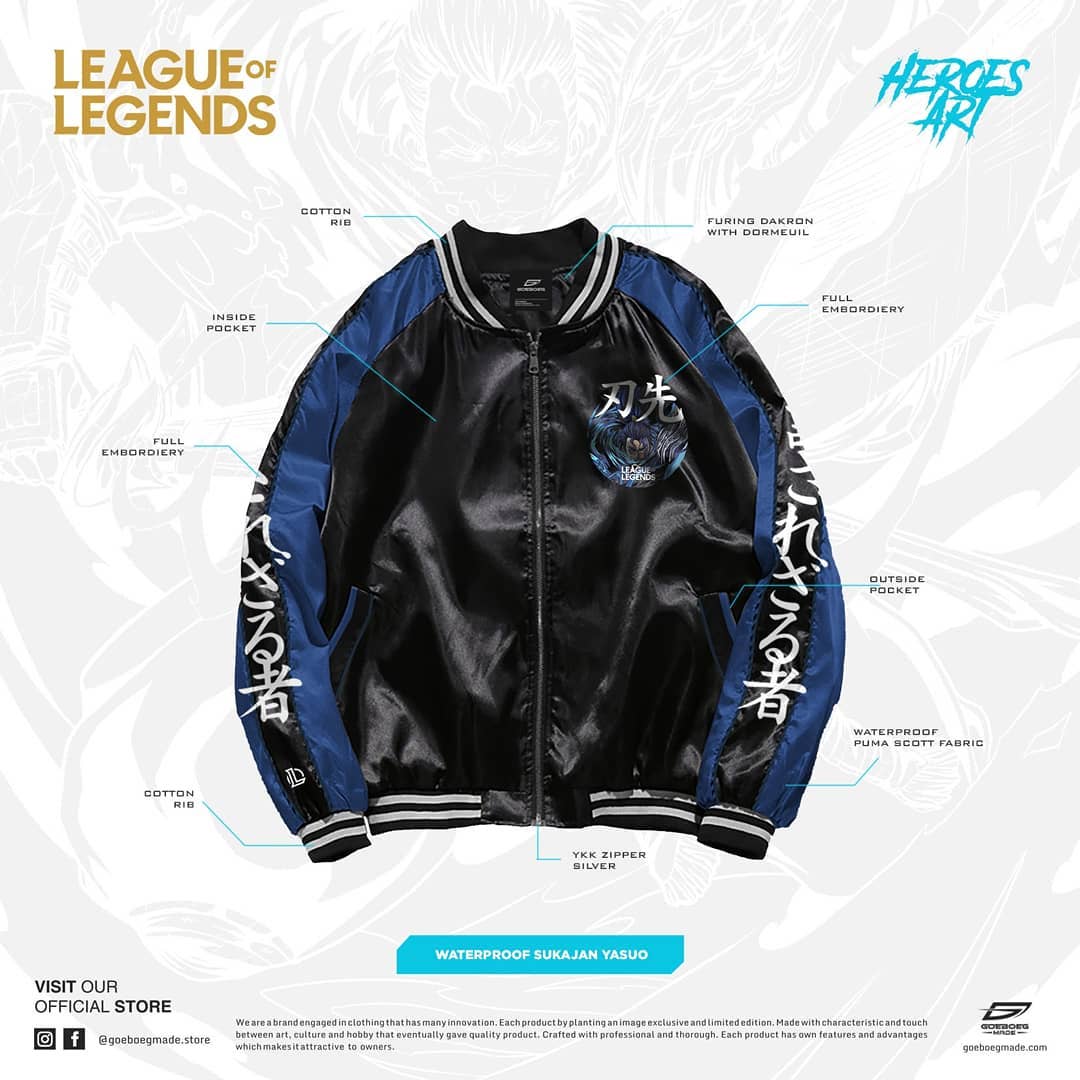 LEAGUE OF
LEGENDS
HEROES
ART
COTTON
RIB
FURING DAKRON
WITH DORMEUIL
INSIDE
POCKET
FULL
EMBORDIERY
FULL
EMBORDIERY
刃先
LEAGUE
LEGENDS
れざる者
これざる者
OUTSIDE
POCKET
WATERPROOF
PUMA SCOTT FABRIC
COTTON
RIB
YKK ZIPPER
SILVER
WATERPROOF SUKAJAN YASUO
VISIT OUR
OFFICIAL STORE
@goeboegmade.store
We are a brand engaged in clothing that has many innovation. Each product by planting an image exclusive and limited edition. Made with characteristic and touch
between art, culture and hobby that eventually gave quality product. Crafted with professional and thorough. Each product has own features and advantages
which makes it attractive to owners.
GOEBOEG
MADE
goeboegmade.com